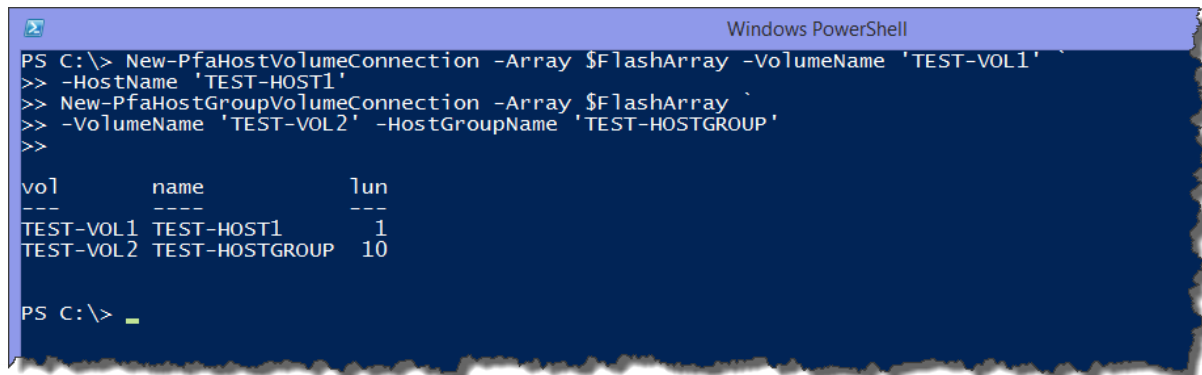 Windows PowerShell
PS C:\> New-PfaHostVolumeConnection -Array $FlashArray -VolumeName 'TEST-VOL1' `
>> -HostName 'TEST-HOST1'
>> New-PfaHostGroupVolumeConnection -Array $FlashArray `
>> -VolumeName 'TEST-VOL2' -HostGroupName 'TEST-HOSTGROUP'
>>
vol name lun
--- ---- ---
TEST-VOL1 TEST-HOST1 1
TEST-VOL2 TEST-HOSTGROUP 10
PS C:\> _